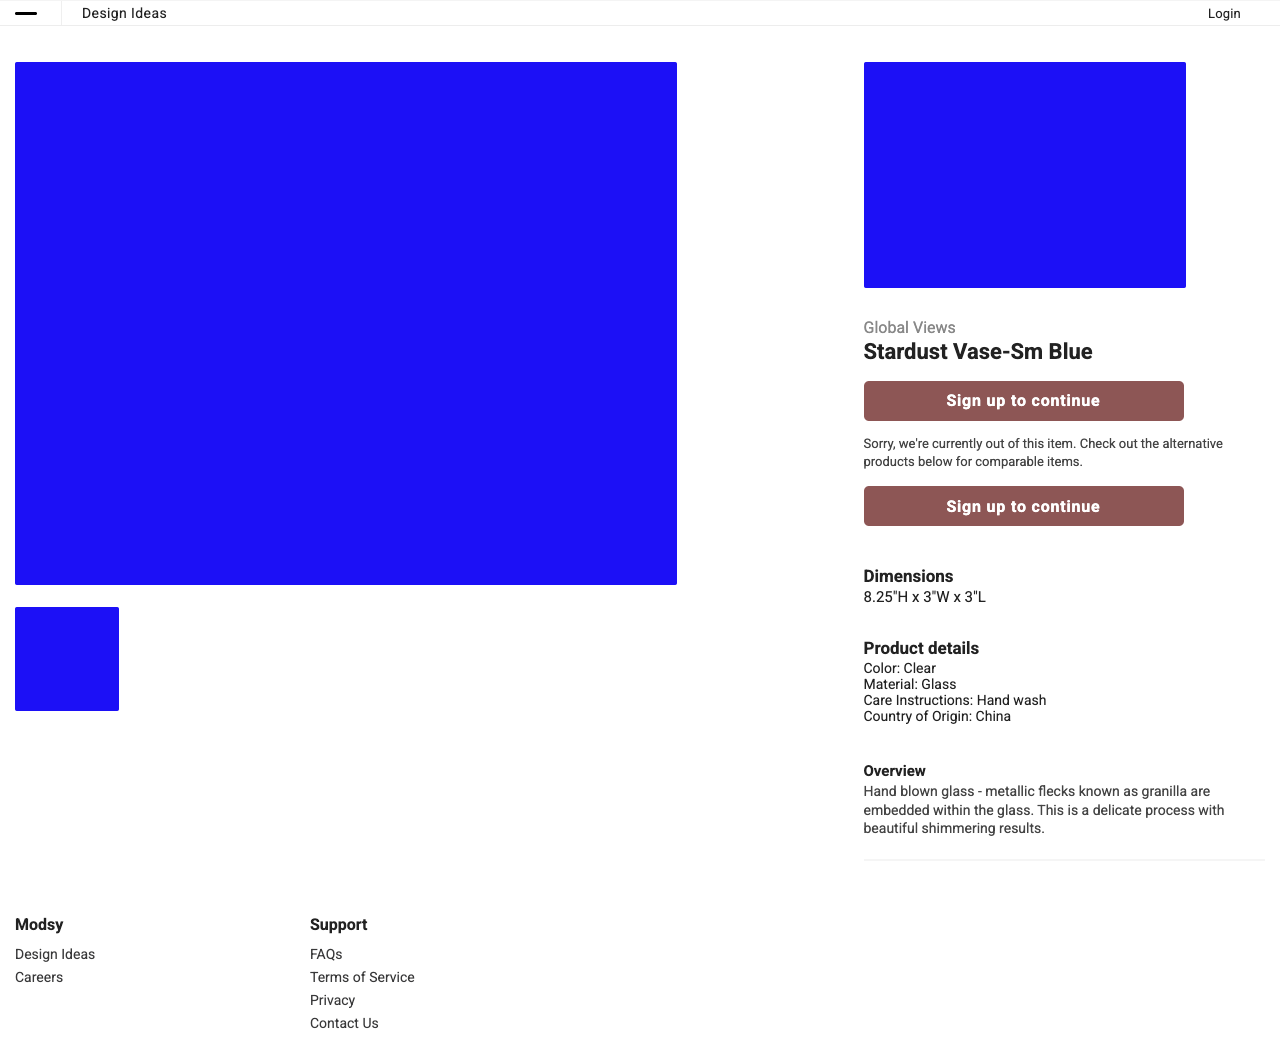 Design Ideas
Login
Global Views
Stardust Vase-Sm Blue
Sign up to continue
Sorry, we're currently out of this item. Check out the alternative
products below for comparable items.
Sign up to continue
Dimensions
8.25"H x 3"W x 3"L
Product details
Color: Clear
Material: Glass
Care Instructions: Hand wash
Country of Origin: China
Overview
Hand blown glass - metallic flecks known as granilla are
embedded within the glass. This is a delicate process with
beautiful shimmering results.
Modsy
Design Ideas
Careers
Support
FAQs
Terms of Service
Privacy
Contact Us